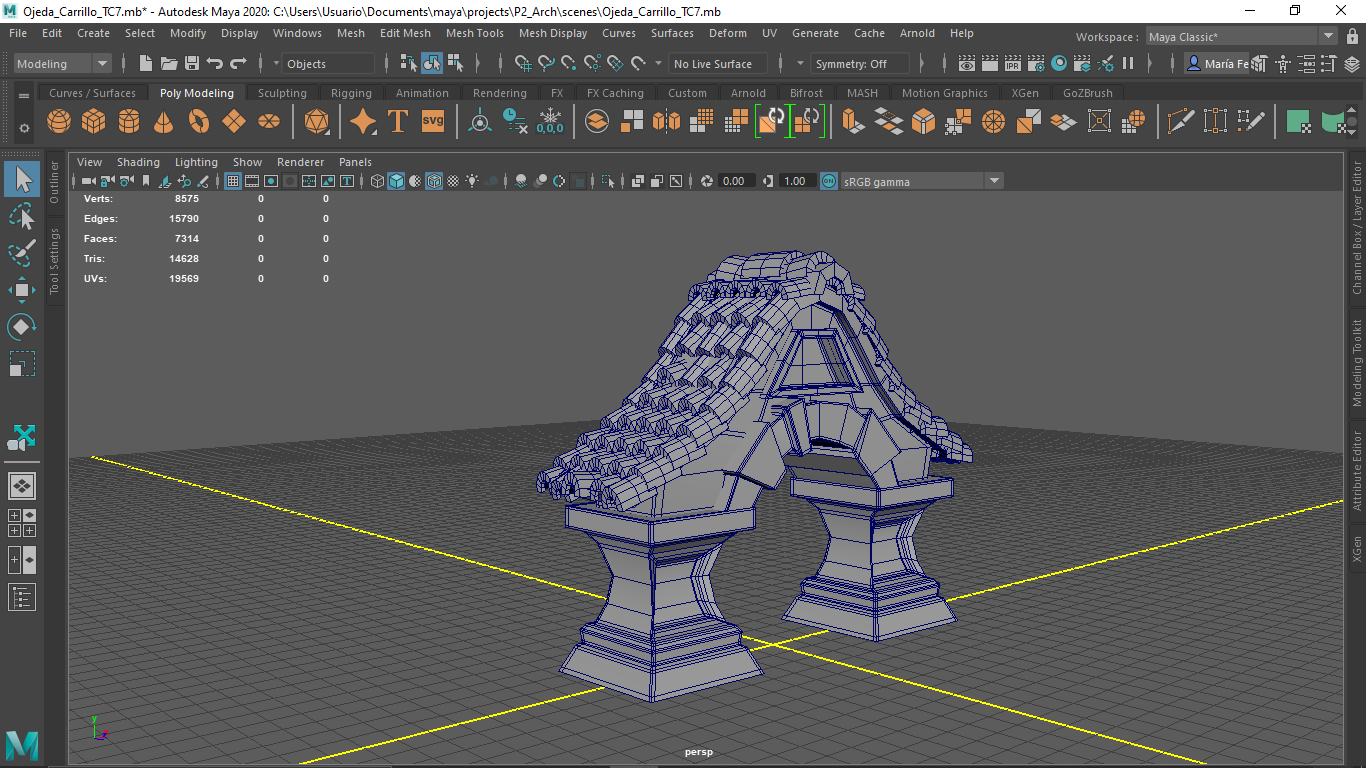 Ojeda_Carrillo_TC7.mb* - Autodesk Maya 2020: C:\Users\Usuario\Documents\maya\projects\P2_Arch\scenes\Ojeda_Carrillo_TC7.mb
File Edit Create Select Modify Display Windows Mesh Edit Mesh Mesh Tools Mesh Display Curves Surfaces Deform UV Generate Cache Arnold Help Workspace : Maya Classic*
Modeling Objects No Live Surface Symmetry: Off IPR María Fe
Curves / Surfaces Poly Modeling Sculpting Rigging Animation Rendering FX FX Caching Custom Arnold Bifrost MASH Motion Graphics XGen GoZBrush
T SVG 0,0,0
View Shading Lighting Show Renderer Panels
0.00 1.00 ON sRGB gamma
Verts: 8575 0 0
Edges: 15790 0 0
Faces: 7314 0 0
Tris: 14628 0 0
UVs: 19569 0 0
Outliner
Tool Settings
Channel Box / Layer Editor
Modeling Toolkit
Attribute Editor
XGen
y
persp